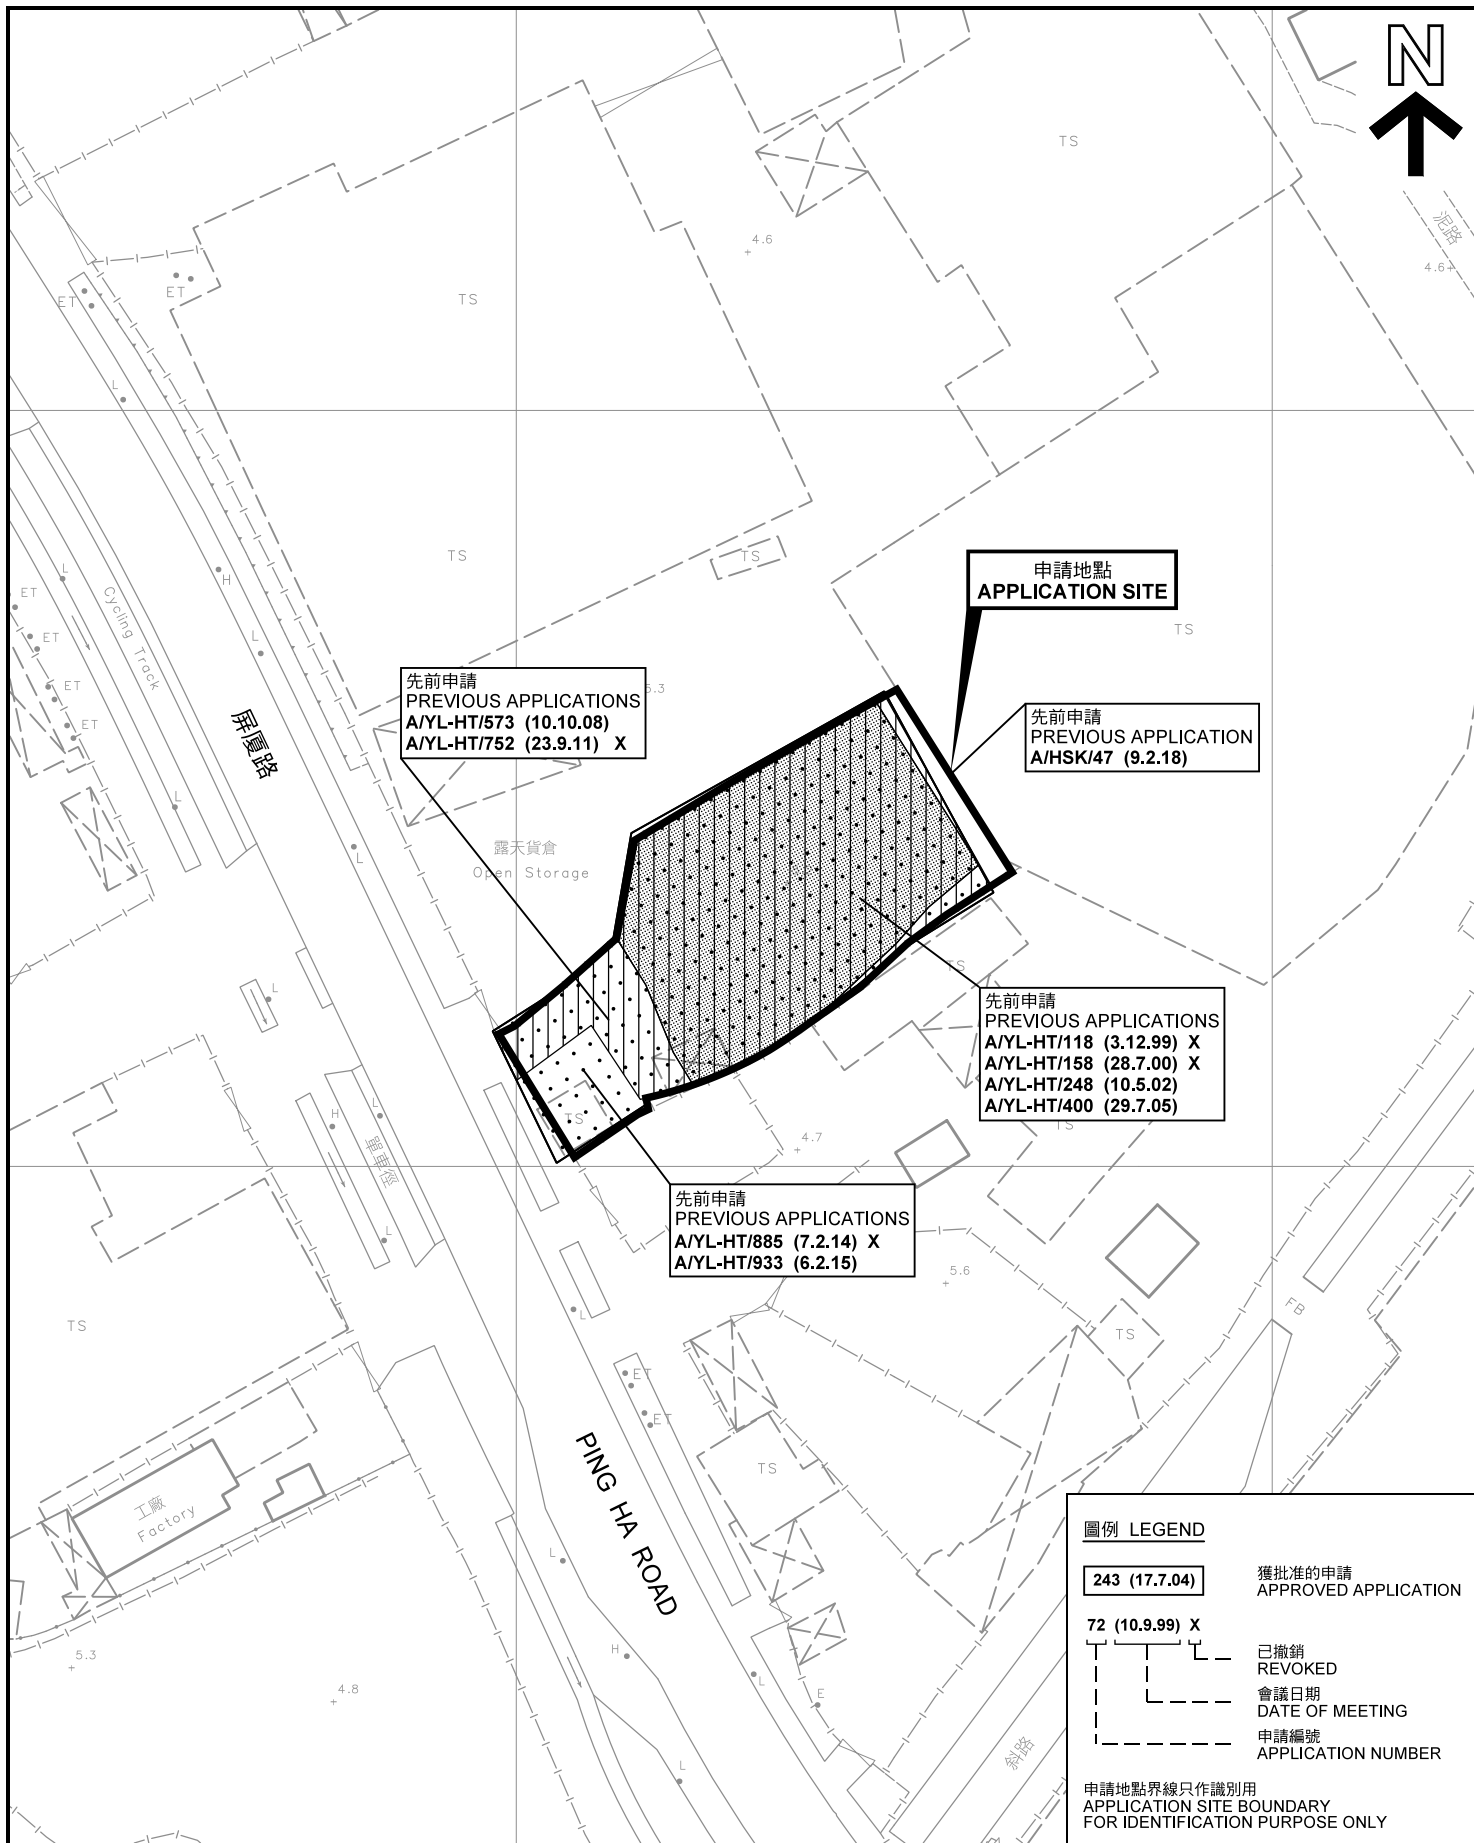 N
TS
泥路
4.6
4.6
TS
ET
ET
L
TS
TS
申請地點
APPLICATION SITE
TS
H
L
L
ET
ET
ET
ET
Cycling Track
L
L
屏廈路
先前申請
PREVIOUS APPLICATIONS
A/YL-HT/573 (10.10.08)
A/YL-HT/752 (23.9.11) X
5.3
先前申請
PREVIOUS APPLICATION
A/HSK/47 (9.2.18)
露天貨倉
Open Storage
TS
L
先前申請
PREVIOUS APPLICATIONS
A/YL-HT/118 (3.12.99) X
A/YL-HT/158 (28.7.00) X
A/YL-HT/248 (10.5.02)
A/YL-HT/400 (29.7.05)
TS
TS
4.7
H
L
單車徑
L
先前申請
PREVIOUS APPLICATIONS
A/YL-HT/885 (7.2.14) X
A/YL-HT/933 (6.2.15)
5.6
TS
L
FB
TS
ET
ET
TS
PING HA ROAD
工廠
Factory
L
H
L
E
L
5.3
4.8
斜路
圖例 LEGEND
243 (17.7.04)
獲批准的申請
APPROVED APPLICATION
72 (10.9.99) X
已撤銷
REVOKED
會議日期
DATE OF MEETING
申請編號
APPLICATION NUMBER
申請地點界線只作識別用
APPLICATION SITE BOUNDARY
FOR IDENTIFICATION PURPOSE ONLY